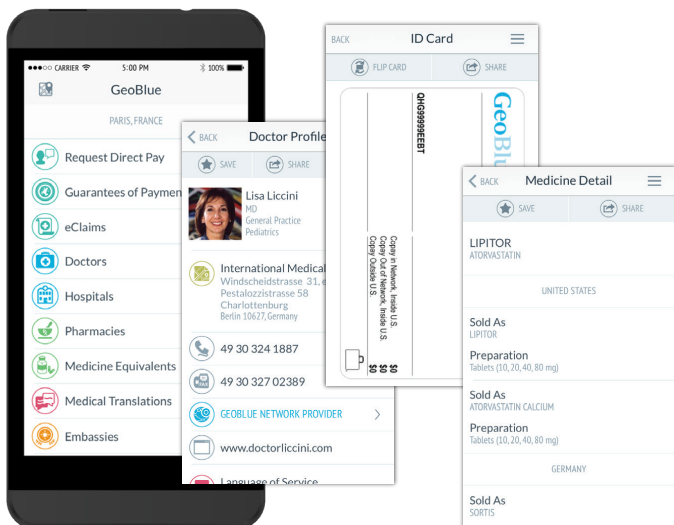 CARRIER
5:00 PM
100%
GeoBlue
PARIS, FRANCE
Request Direct Pay
Guarantees of Paymen
eClaims
Doctors
Hospitals
Pharmacies
Medicine Equivalents
Medical Translations
Embassies
BACK
Doctor Profile
SAVE
SHARE
Lisa Liccini
MD
General Practice
Pediatrics
International Medical
Windscheidstrasse 31, e
Pestalozzistrasse 58
Charlottenburg
Berlin 10627, Germany
49 30 324 1887
49 30 327 02389
GEOBLUE NETWORK PROVIDER
www.doctorliccini.com
Language of Service
BACK
ID Card
FLIP CARD
SHARE
GeoBlu
QHG99999EEBT
Copay in Network, Inside U.S. $0
Copay Out of Network, Inside U.S. $0
Copay Outside U.S. $0
BACK
Medicine Detail
SAVE
SHARE
LIPITOR
ATORVASTATIN
UNITED STATES
Sold As
LIPITOR
Preparation
Tablets (10, 20, 40, 80 mg)
Sold As
ATORVASTATIN CALCIUM
Preparation
Tablets (10, 20, 40, 80 mg)
GERMANY
Sold As
SORTIS